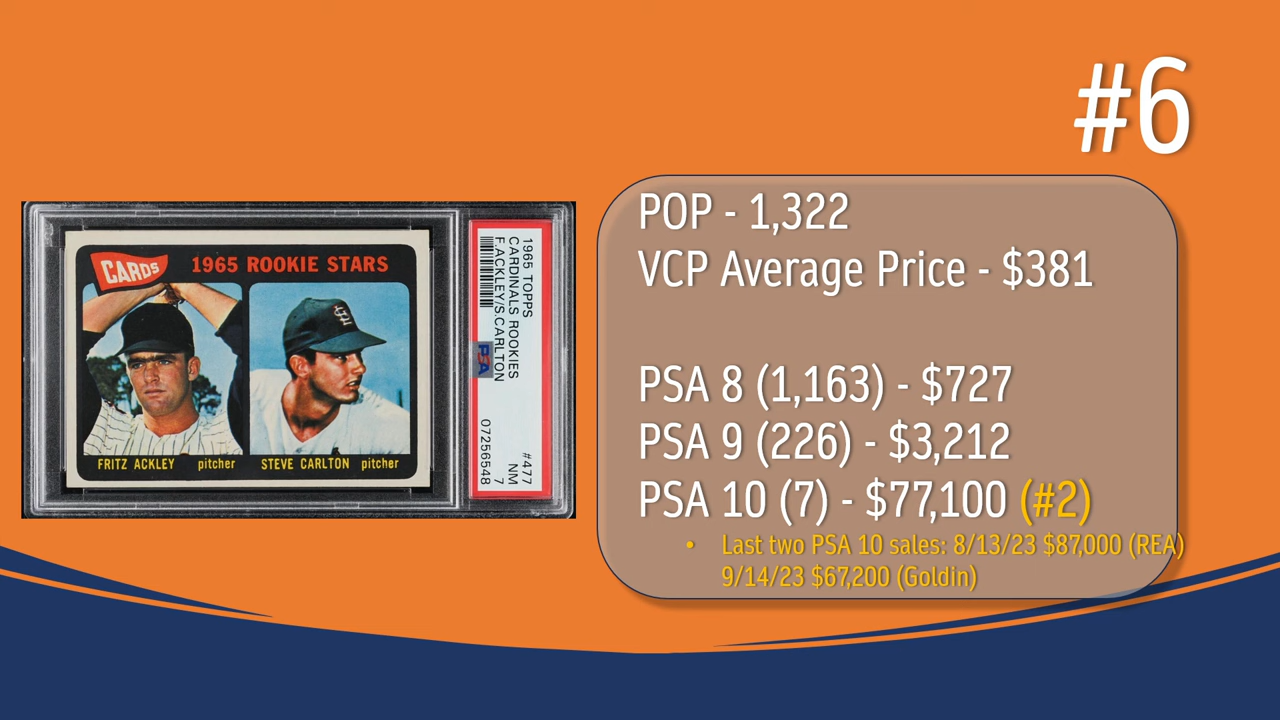 #6
POP - 1,322
VCP Average Price - $381
PSA 8 (1,163) - $727
PSA 9 (226) - $3,212
PSA 10 (7) - $77,100 (#2)
• Last two PSA 10 sales: 8/13/23 $87,000 (REA)
9/14/23 $67,200 (Goldin)
CARDS
1965 ROOKIE STARS
FRITZ ACKLEY pitcher
STEVE CARLTON pitcher
1965 TOPPS #477
CARDINALS ROOKIES NM
F.ACKLEY/S.CARLTON 7
PSA 07256548